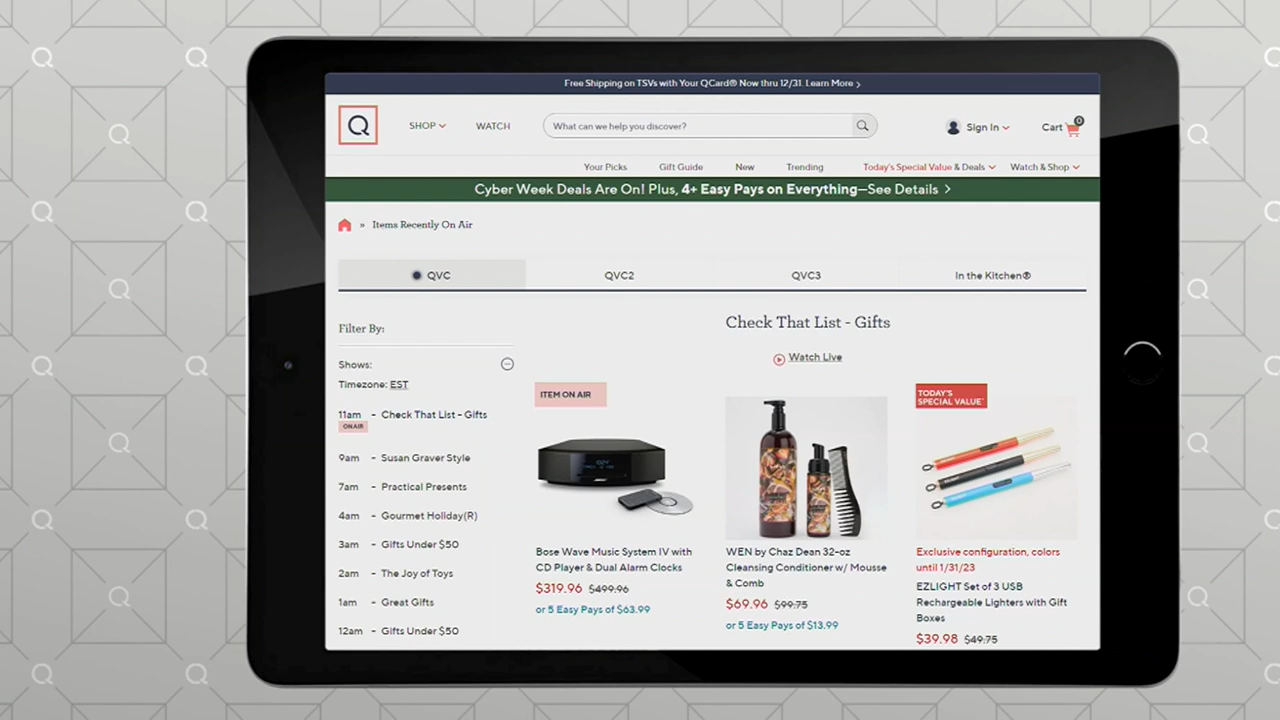 Free Shipping on TSVs with Your QCard® Now thru 12/31. Learn More >
Q
SHOP
WATCH
What can we help you discover?
Sign In
Cart
0
Your Picks
Gift Guide
New
Trending
Today's Special Value & Deals
Watch & Shop
Cyber Week Deals Are On! Plus, 4+ Easy Pays on Everything—See Details >
» Items Recently On Air
QVC
QVC2
QVC3
In the Kitchen®
Filter By:
Shows:
Timezone: EST
11am - Check That List - Gifts
ON AIR
9am - Susan Graver Style
7am - Practical Presents
4am - Gourmet Holiday(R)
3am - Gifts Under $50
2am - The Joy of Toys
1am - Great Gifts
12am - Gifts Under $50
Check That List - Gifts
Watch Live
ITEM ON AIR
BOSE
Bose Wave Music System IV with
CD Player & Dual Alarm Clocks
$319.96 $499.96
or 5 Easy Pays of $63.99
WEN by Chaz Dean 32-oz
Cleansing Conditioner w/ Mousse
& Comb
$69.96 $99.75
or 5 Easy Pays of $13.99
TODAY'S
SPECIAL VALUE®
Exclusive configuration, colors
until 1/31/23
EZLIGHT Set of 3 USB
Rechargeable Lighters with Gift
Boxes
$39.98 $49.75